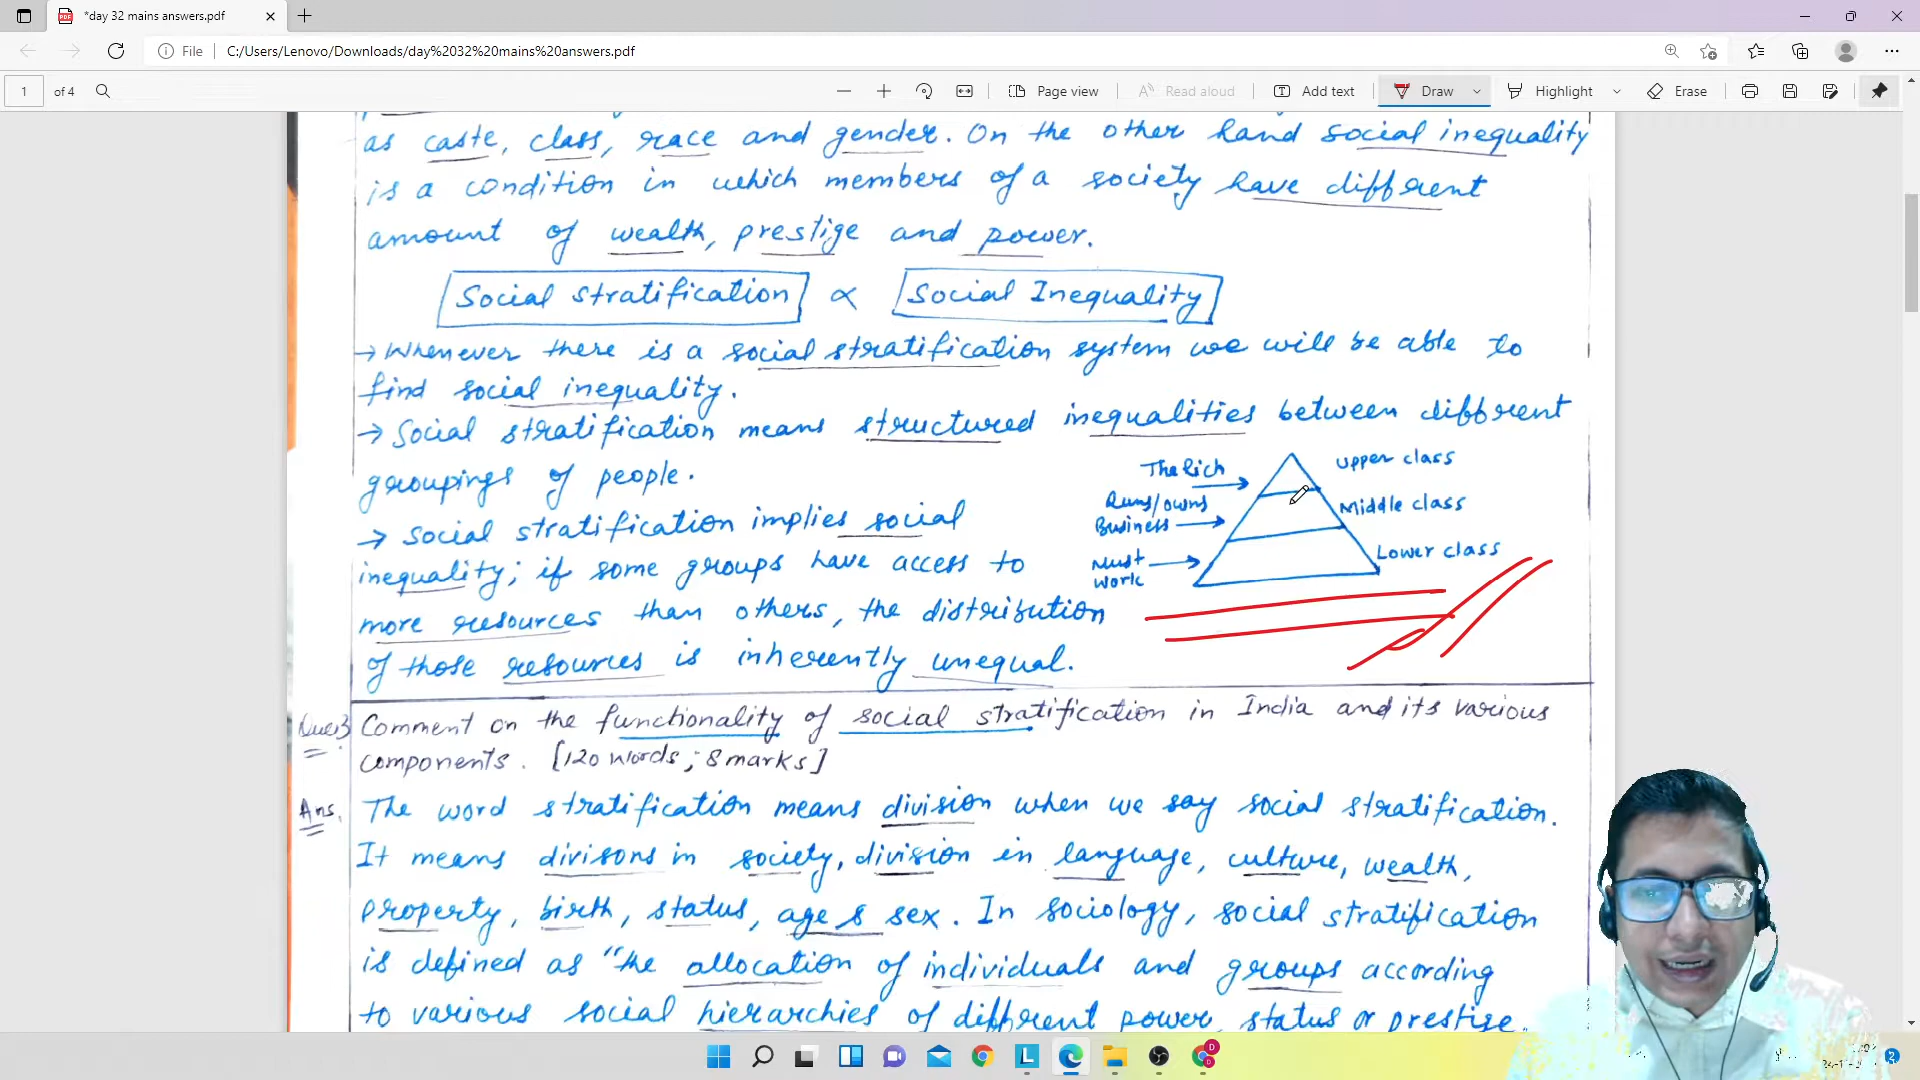 *day 32 mains answers.pdf
File
C:/Users/Lenovo/Downloads/day%2032%20mains%20answers.pdf
1 of 4
Page view
Read aloud
Add text
Draw
Highlight
Erase
as caste, class, race and gender. On the other hand social inequality
is a condition in which members of a society have different
amount of wealth, prestige and power.
Social stratification ∝ Social Inequality
→ Whenever there is a social stratification system we will be able to
find social inequality.
→ Social stratification means structured inequalities between different
groupings of people.
The Rich
Upper class
Runs/owns
Business
Middle class
Must
work
Lower class
→ Social stratification implies social
inequality; if some groups have access to
more resources than others, the distribution
of those resources is inherently unequal.
Que3 Comment on the functionality of social stratification in India and its various
components. [120 words; 8 marks]
Ans. The word stratification means division when we say social stratification.
It means divisons in society, division in language, culture, wealth,
property, birth, status, age & sex. In sociology, social stratification
is defined as "the allocation of individuals and groups according
to various social hierarchies of different power, status or prestige.